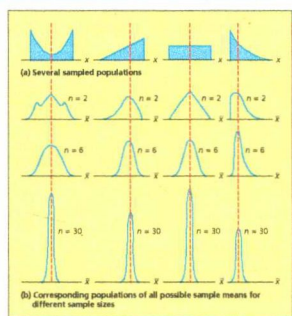 x x x x
(a) Several sampled populations
n = 2 n = 2 n = 2 n = 2
x̄ x̄ x̄ x̄
n = 6 n = 6 n = 6 n = 6
x̄ x̄ x̄ x̄
n = 30 n = 30 n = 30 n = 30
x̄ x̄ x̄ x̄
(b) Corresponding populations of all possible sample means for
different sample sizes